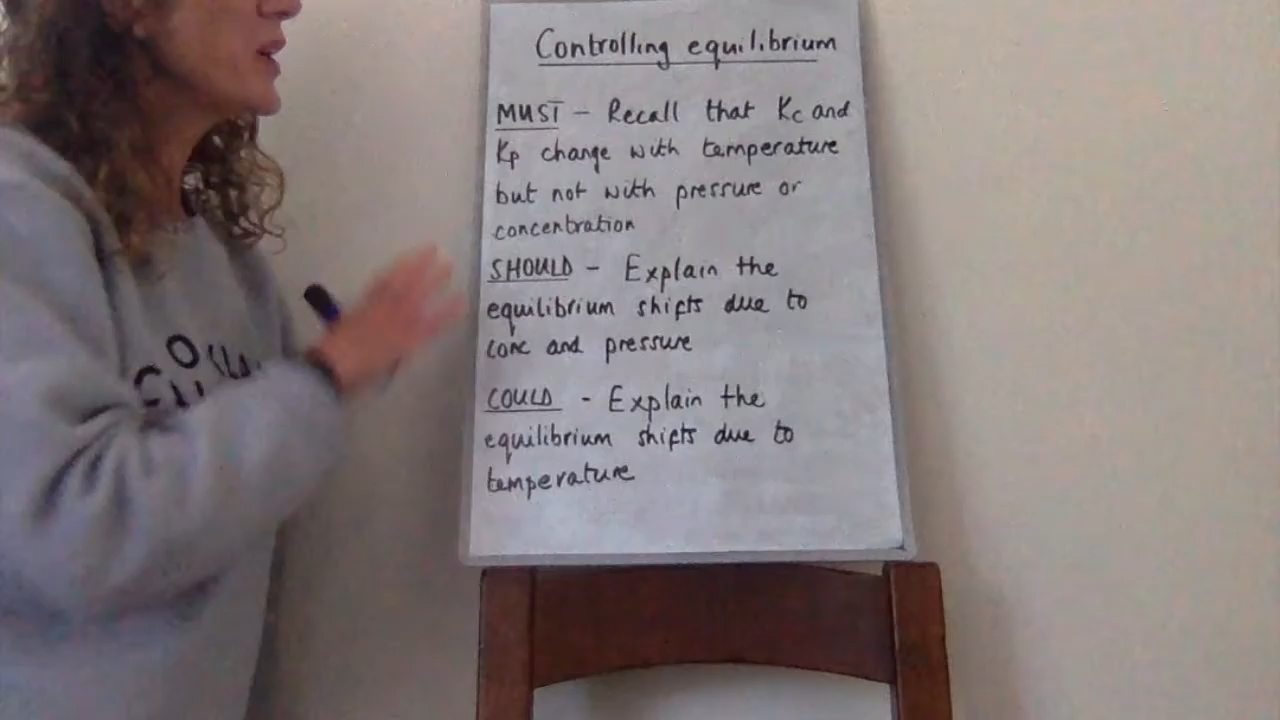 Controlling equilibrium
MUST - Recall that Kc and
Kp change with temperature
but not with pressure or
concentration
SHOULD - Explain the
equilibrium shifts due to
conc and pressure
COULD - Explain the
equilibrium shifts due to
temperature